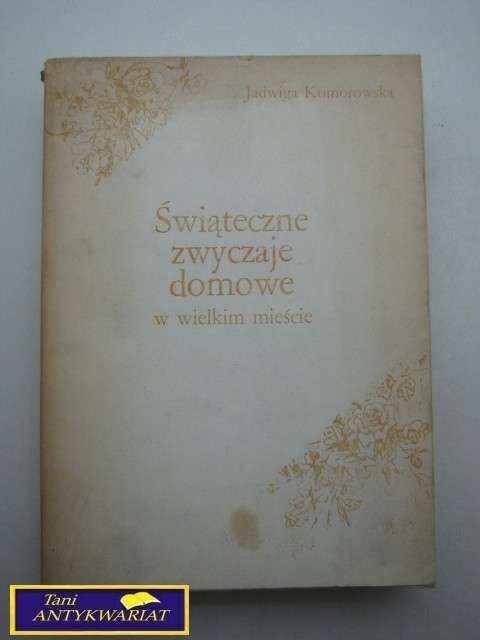 Jadwiga Komorowska
Świąteczne
zwyczaje
domowe
w wielkim mieście
Tani
ANTYKWARIAT